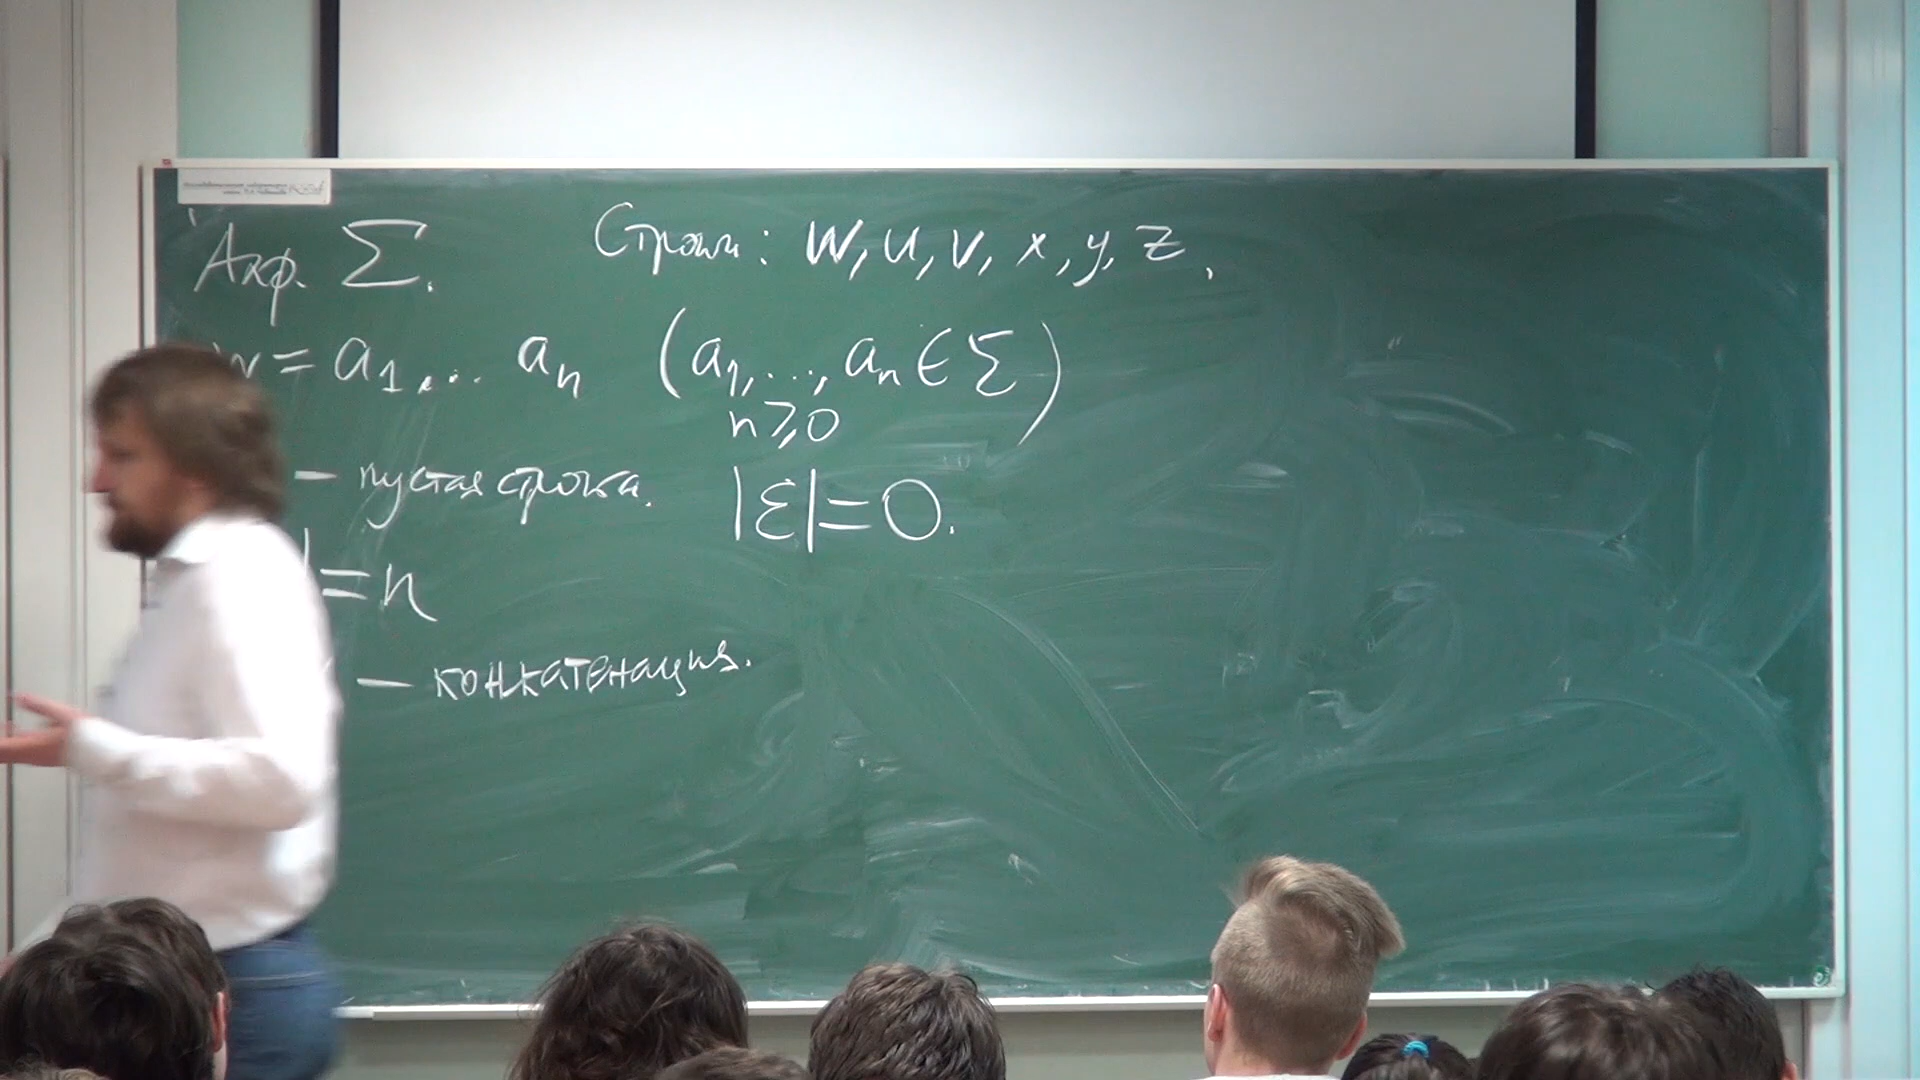 Алф. Σ. Строки: w, u, v, x, y, z,
w = a₁, ... aₙ (a₁, ..., aₙ ∈ Σ)
n ⩾ 0
— пустая строка. |ε| = 0.
| = n
— конкатенация.